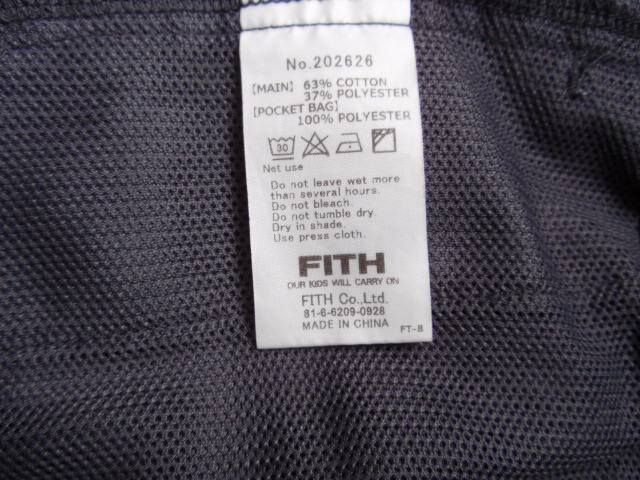 No.202626
[MAIN] 63% COTTON
37% POLYESTER
[POCKET BAG]
100% POLYESTER
30
Net use
Do not leave wet more
than several hours.
Do not bleach.
Do not tumble dry.
Dry in shade.
Use press cloth.
FITH
OUR KIDS WILL CARRY ON
FITH Co.,Ltd.
81-6-6209-0928
MADE IN CHINA FT-B